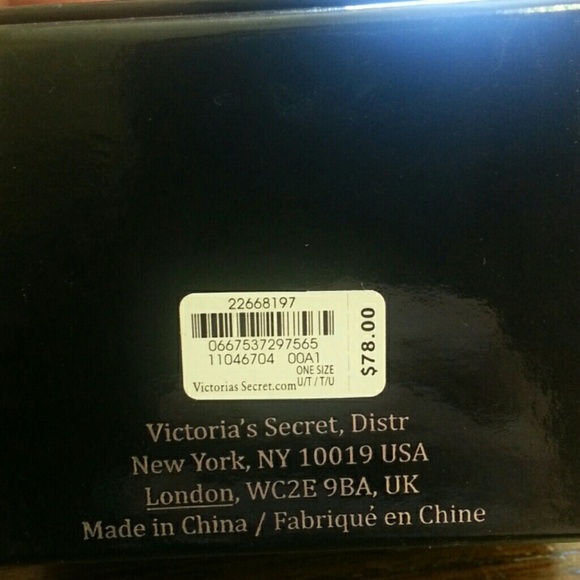 22668197
0667537297565
11046704 00A1
ONE SIZE
Victorias Secret.com U/T / T/U
$78.00
Victoria's Secret, Distr
New York, NY 10019 USA
London, WC2E 9BA, UK
Made in China / Fabriqué en Chine